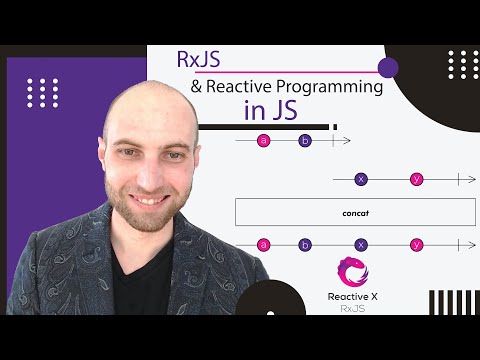 RxJS
& Reactive Programming
in JS
a b
x y
concat
a b x y
Reactive X
RxJS